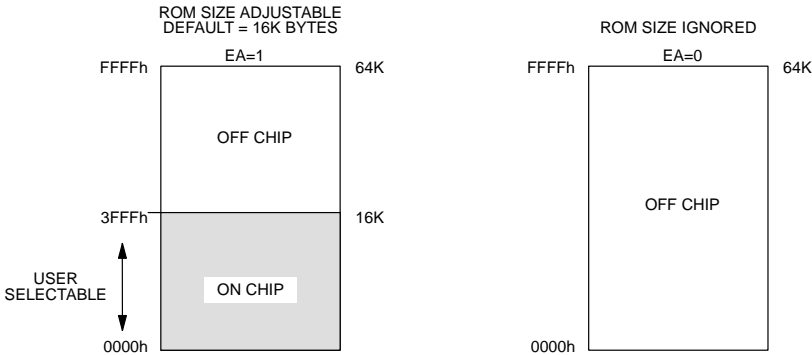 ROM SIZE ADJUSTABLE
DEFAULT = 16K BYTES
EA=1
FFFFh
64K
OFF CHIP
3FFFh
16K
USER
SELECTABLE
ON CHIP
0000h
ROM SIZE IGNORED
EA=0
FFFFh
64K
OFF CHIP
0000h